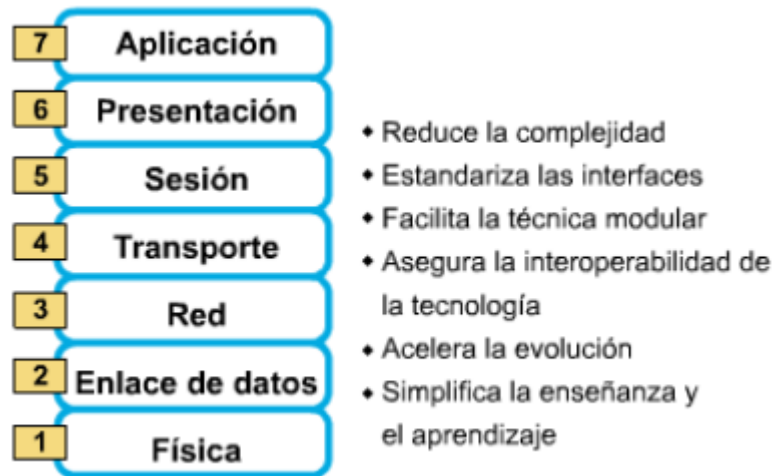 7 Aplicación
6 Presentación
5 Sesión
4 Transporte
3 Red
2 Enlace de datos
1 Física
◆ Reduce la complejidad
◆ Estandariza las interfaces
◆ Facilita la técnica modular
◆ Asegura la interoperabilidad de
la tecnología
◆ Acelera la evolución
◆ Simplifica la enseñanza y
el aprendizaje